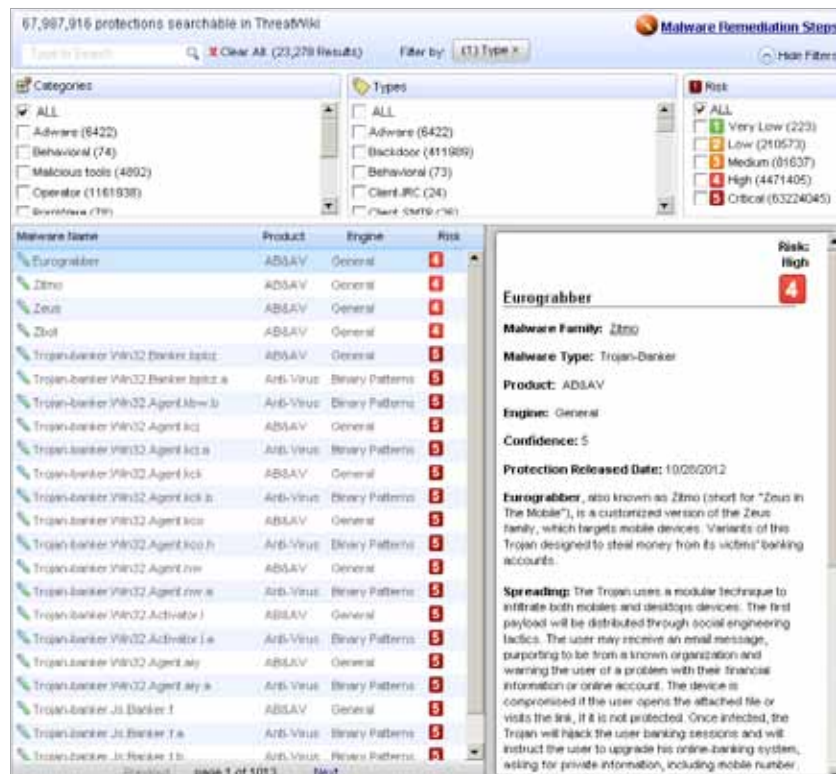 67,987,916 protections searchable in ThreatWiki
Malware Remediation Steps
Type to Search
Clear All (23,278 Results)
Filter by:
(1) Type ×
Hide Filters
Categories
ALL
Adware (6422)
Behavioral (74)
Malicious tools (4892)
Operator (1161938)
Types
ALL
Adware (6422)
Backdoor (411989)
Behavioral (73)
Client-IRC (24)
Client-SMTP (26)
Risk
ALL
1 Very Low (223)
2 Low (210573)
3 Medium (81637)
4 High (4471405)
5 Critical (63224045)
Malware Name Product Engine Risk
Eurograbber AB&AV General 4
Zitmo AB&AV General 4
Zeus AB&AV General 4
Zbot AB&AV General 4
Trojan-banker.Win32.Banker. AB&AV General 5
Trojan-banker.Win32.Banker. Anti-Virus Binary Patterns 5
Trojan-banker.Win32.Agent. Anti-Virus Binary Patterns 5
Trojan-banker.Win32.Agent.kcj AB&AV General 5
Trojan-banker.Win32.Agent.kcj.a Anti-Virus Binary Patterns 5
Trojan-banker.Win32.Agent.kck AB&AV General 5
Trojan-banker.Win32.Agent.kck.b Anti-Virus Binary Patterns 5
Trojan-banker.Win32.Agent.kco AB&AV General 5
Trojan-banker.Win32.Agent.kco.h Anti-Virus Binary Patterns 5
Trojan-banker.Win32.Agent. AB&AV General 5
Trojan-banker.Win32.Agent. Anti-Virus Binary Patterns 5
Trojan-banker.Win32.Activator. AB&AV General 5
Trojan-banker.Win32.Activator. Anti-Virus Binary Patterns 5
Trojan-banker.Win32.Agent. AB&AV General 5
Trojan-banker.Win32.Agent. Anti-Virus Binary Patterns 5
Trojan-banker.Js.Banker.f AB&AV General 5
Trojan-banker.Js.Banker.f.a Anti-Virus Binary Patterns 5
Trojan-banker.Js.Banker.f.b Anti-Virus Binary Patterns 5
Previous page 1 of 1013 Next
Risk:
High
4
Eurograbber
Malware Family: Zitmo
Malware Type: Trojan-Banker
Product: AB&AV
Engine: General
Confidence: 5
Protection Released Date: 10/28/2012
Eurograbber, also known as Zitmo (short for "Zeus In
The Mobile"), is a customized version of the Zeus
family, which targets mobile devices. Variants of this
Trojan designed to steal money from its victims' banking
accounts.
Spreading: The Trojan uses a modular technique to
infiltrate both mobiles and desktops devices. The first
payload will be distributed through social engineering
tactics. The user may receive an email message,
purporting to be from a known organization and
warning the user of a problem with their financial
information or online account. The device is
compromised if the user opens the attached file or
visits the link, if it is not protected. Once infected, the
Trojan will hijack the user banking sessions and will
instruct the user to upgrade his online-banking system,
asking for private information, including mobile number